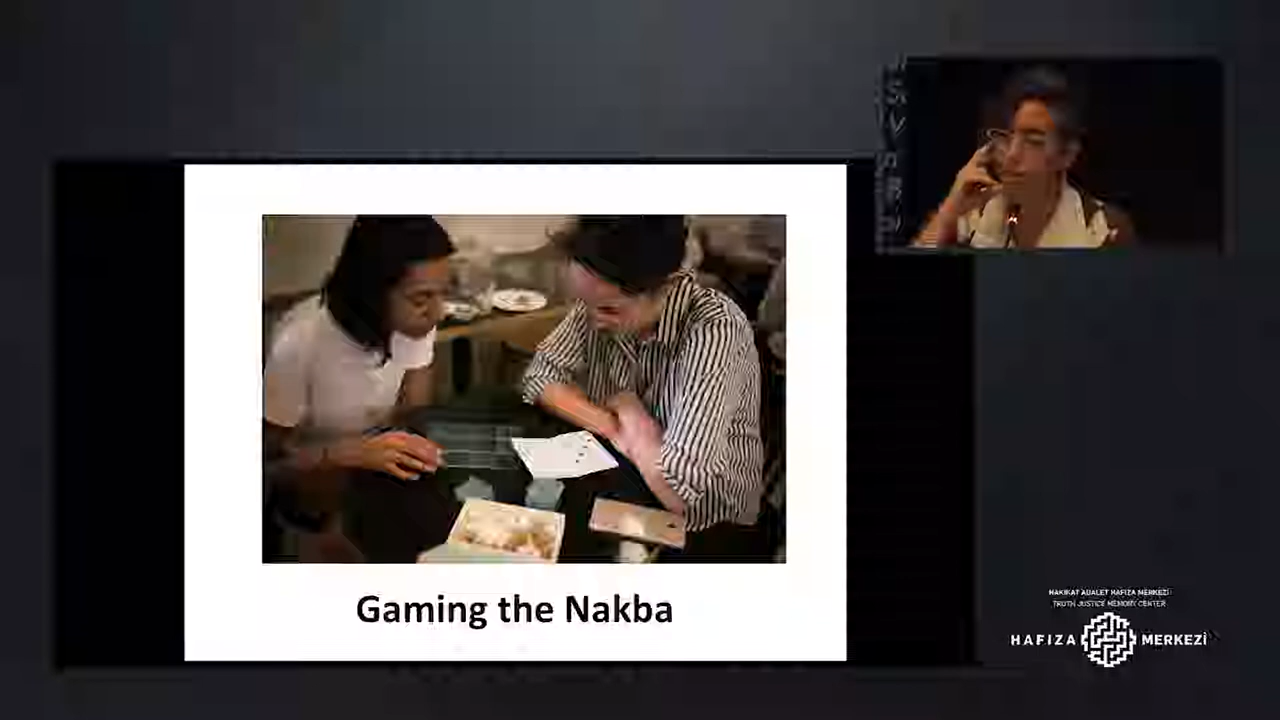 Gaming the Nakba
HAKİKAT ADALET HAFIZA MERKEZİ
TRUTH JUSTICE MEMORY CENTER
HAFIZA MERKEZİ